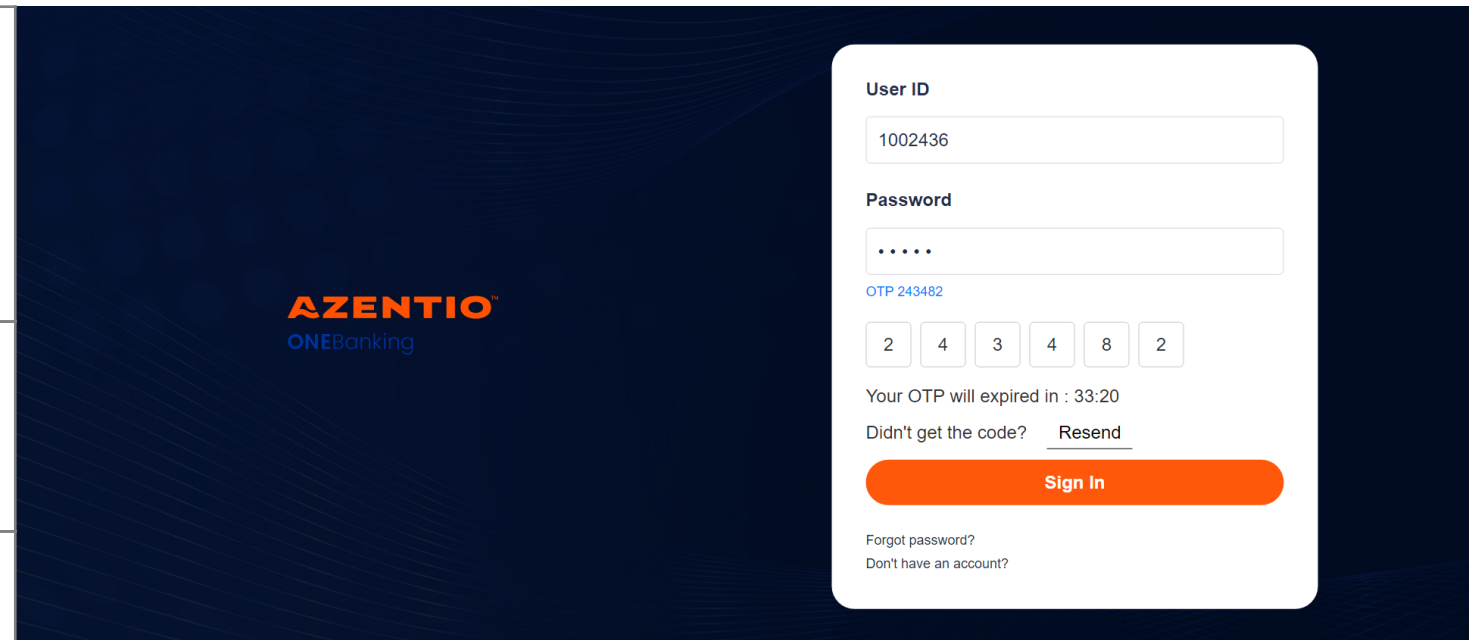 AZENTIO™
ONEBanking
User ID
1002436
Password
•••••
OTP 243482
2 4 3 4 8 2
Your OTP will expired in : 33:20
Didn't get the code? Resend
Sign In
Forgot password?
Don't have an account?